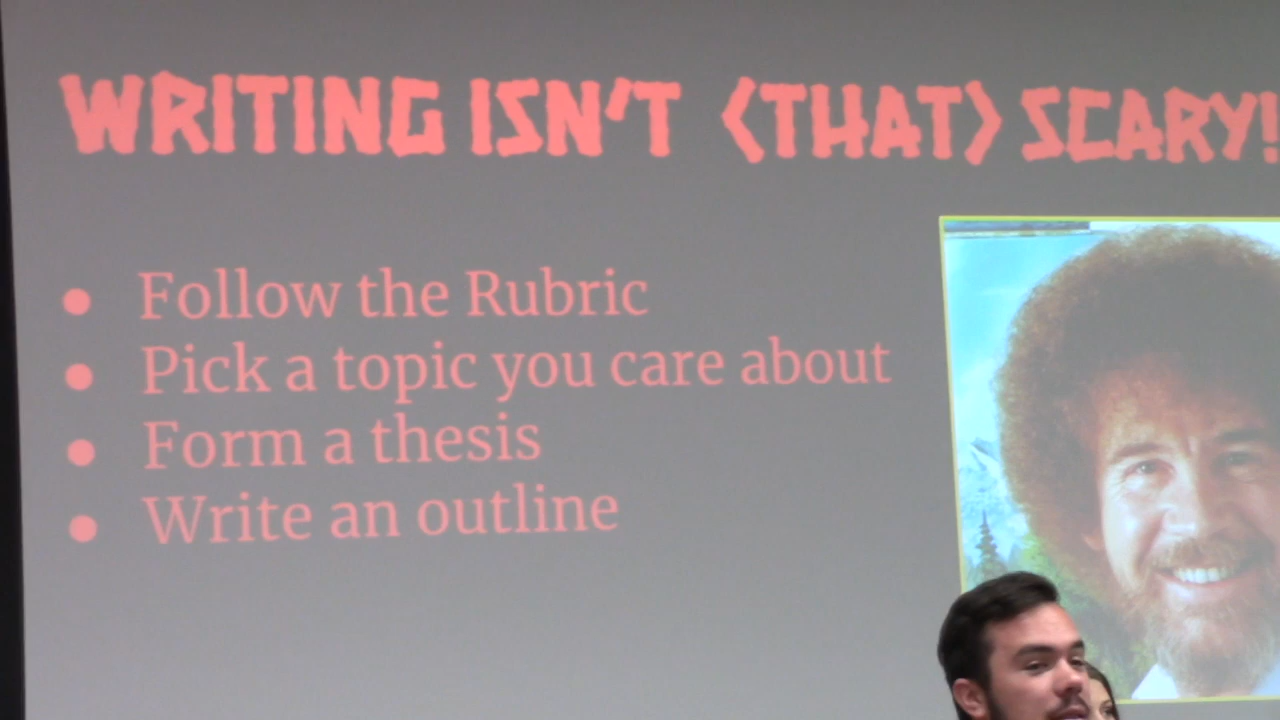 WRITING ISN'T (THAT) SCARY!
● Follow the Rubric
● Pick a topic you care about
● Form a thesis
● Write an outline